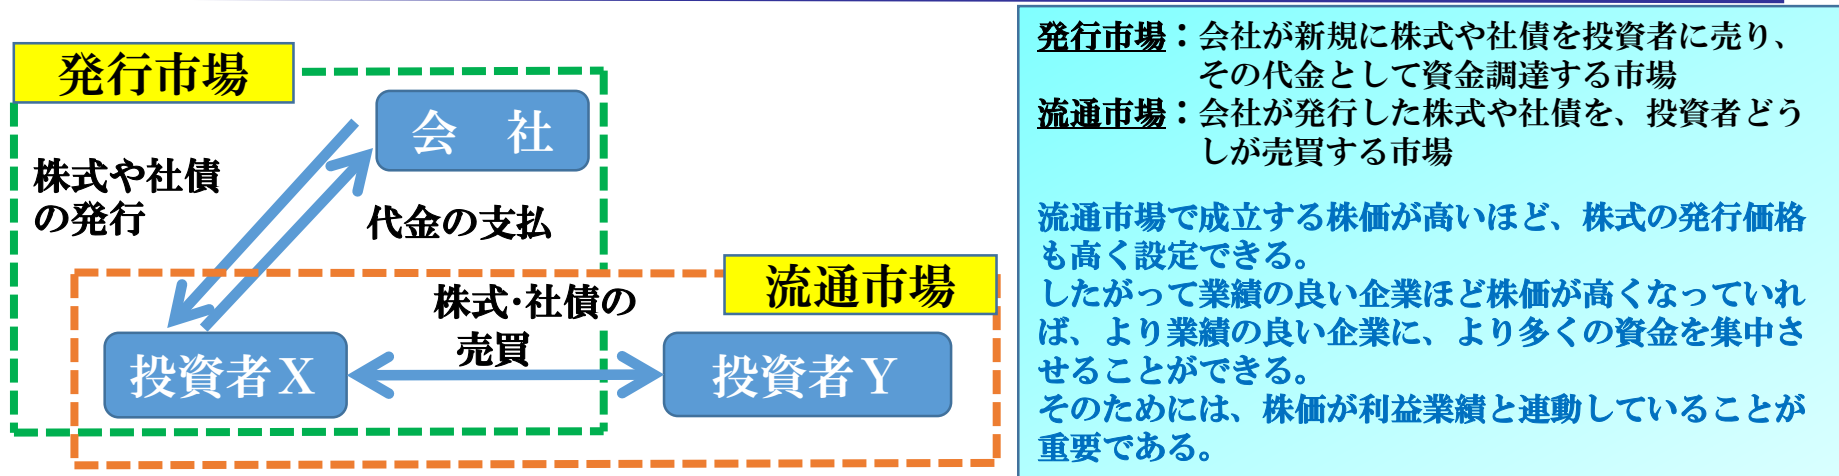 発行市場
会　社
株式や社債
の発行
代金の支払
流通市場
株式･社債の
売買
投資者X
投資者Y
発行市場：会社が新規に株式や社債を投資者に売り、
その代金として資金調達する市場
流通市場：会社が発行した株式や社債を、投資者どう
しが売買する市場
流通市場で成立する株価が高いほど、株式の発行価格
も高く設定できる。
したがって業績の良い企業ほど株価が高くなっていれ
ば、より業績の良い企業に、より多くの資金を集中さ
せることができる。
そのためには、株価が利益業績と連動していることが
重要である。